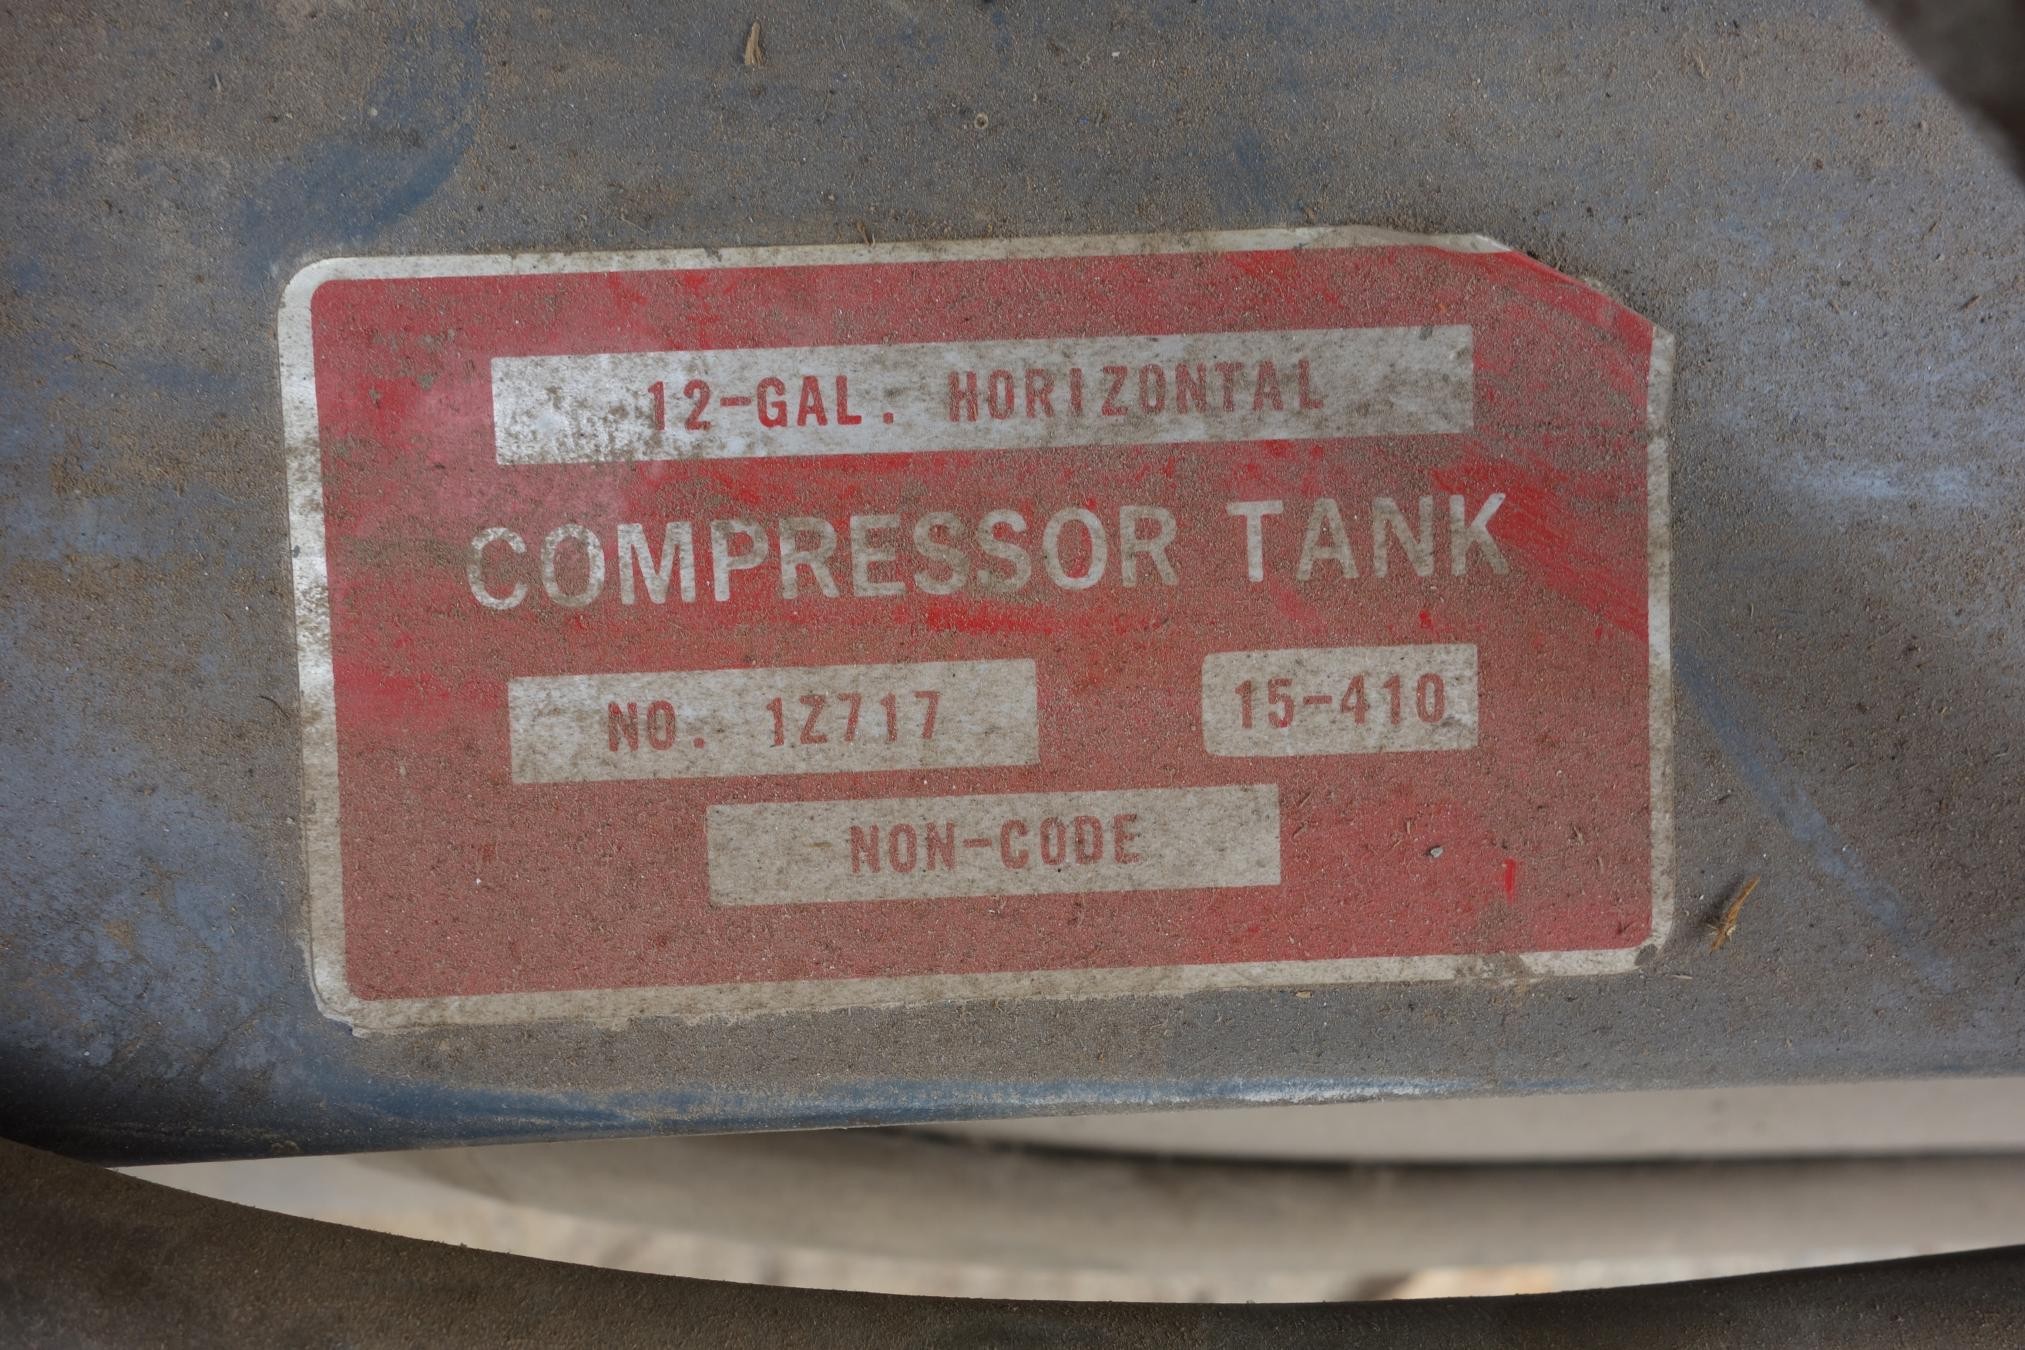 12-GAL. HORIZONTAL
COMPRESSOR TANK
NO. 1Z717 15-410
NON-CODE